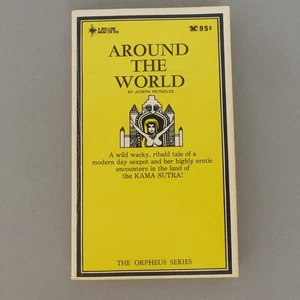 95¢
AROUND
THE
WORLD
BY JOSEPH REYNOLDS
A wild wacky, ribald tale of a
modern day sexpot and her highly erotic
encounters in the land of
the KAMA SUTRA!
THE ORPHEUS SERIES